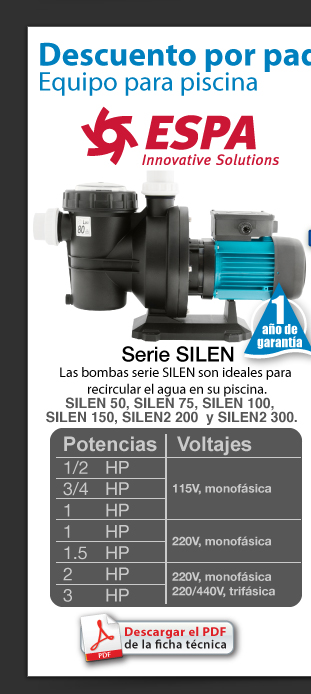 Descuento por paq
Equipo para piscina
ESPA
Innovative Solutions
80
1
año de
garantía
Serie SILEN
Las bombas serie SILEN son ideales para
recircular el agua en su piscina.
SILEN 50, SILEN 75, SILEN 100,
SILEN 150, SILEN2 200 y SILEN2 300.
Potencias Voltajes
1/2 HP
3/4 HP 115V, monofásica
1 HP
1 HP
1.5 HP 220V, monofásica
2 HP 220V, monofásica
3 HP 220/440V, trifásica
PDF
Descargar el PDF
de la ficha técnica